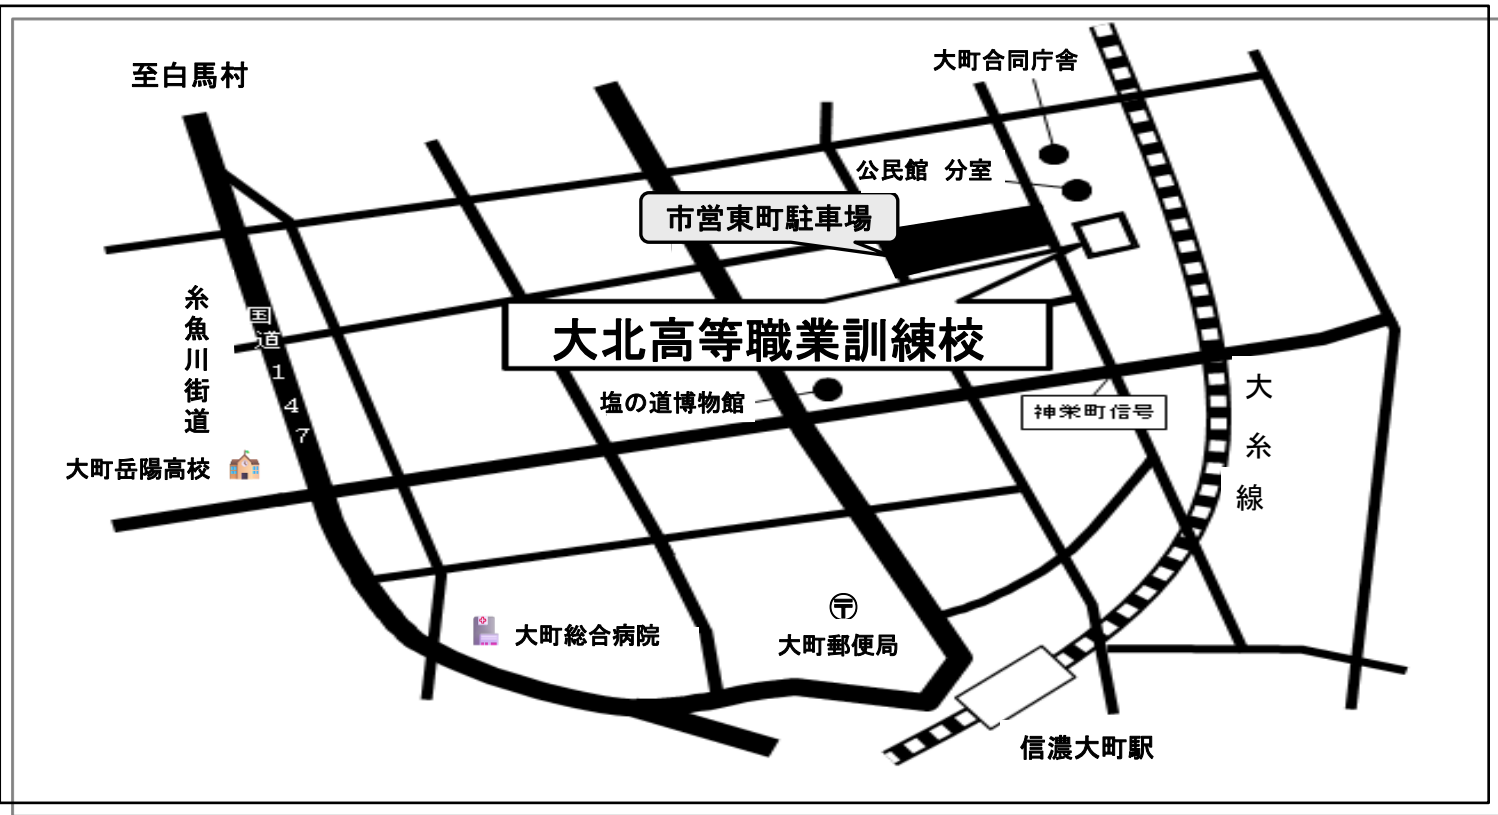 至白馬村
大町合同庁舎
公民館　分室
市営東町駐車場
糸魚川街道
国道147
大北高等職業訓練校
塩の道博物館
神栄町信号
大糸線
大町岳陽高校
大町総合病院
〒
大町郵便局
信濃大町駅